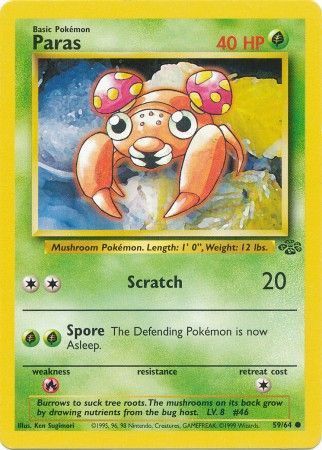 Basic Pokémon
Paras 40 HP
Mushroom Pokémon. Length: 1' 0", Weight: 12 lbs.
Scratch 20
Spore The Defending Pokémon is now
Asleep.
weakness resistance retreat cost
Burrows to suck tree roots. The mushrooms on its back grow
by drawing nutrients from the bug host. LV. 8 #46
Illus. Ken Sugimori ©1995, 96, 98 Nintendo, Creatures, GAMEFREAK. ©1999 Wizards. 59/64